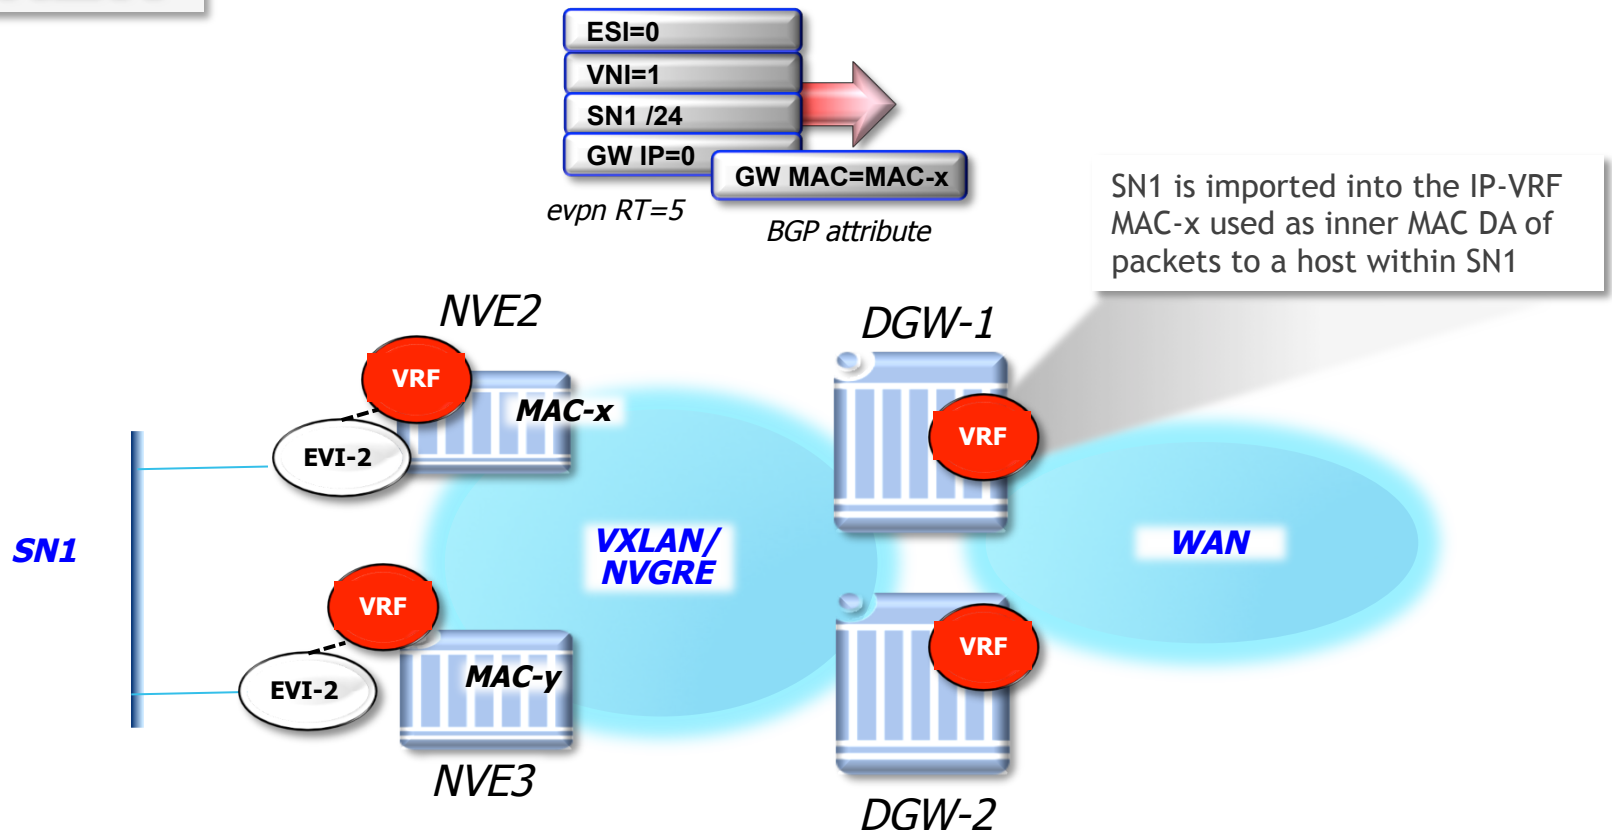 ESI=0
VNI=1
SN1 /24
GW IP=0
GW MAC=MAC-x
evpn RT=5
BGP attribute
SN1 is imported into the IP-VRF
MAC-x used as inner MAC DA of
packets to a host within SN1
NVE2
DGW-1
VRF
MAC-x
EVI-2
VRF
SN1
VXLAN/
NVGRE
WAN
VRF
EVI-2
MAC-y
VRF
NVE3
DGW-2